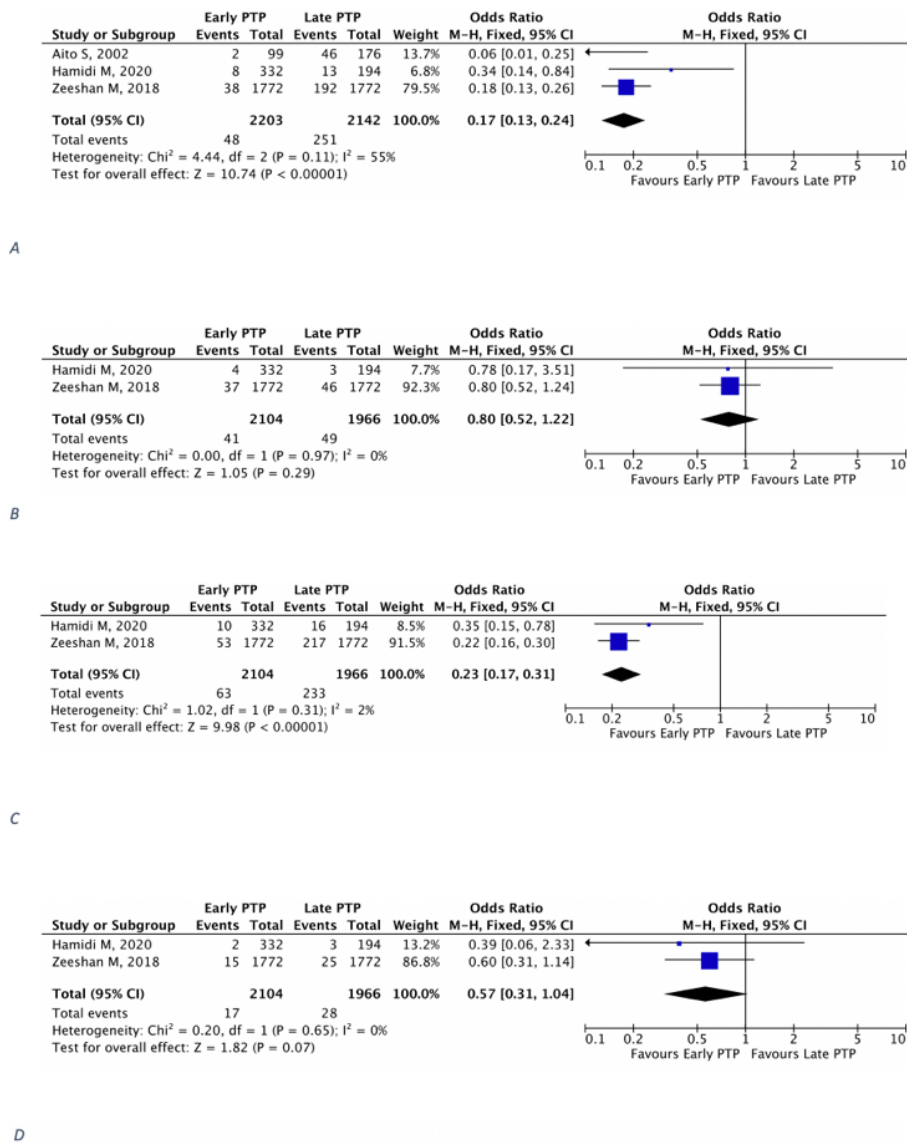 Early PTP Late PTP Odds Ratio Odds Ratio
Study or Subgroup Events Total Events Total Weight M-H, Fixed, 95% CI M-H, Fixed, 95% CI
Aito S, 2002 2 99 46 176 13.7% 0.06 [0.01, 0.25]
Hamidi M, 2020 8 332 13 194 6.8% 0.34 [0.14, 0.84]
Zeeshan M, 2018 38 1772 192 1772 79.5% 0.18 [0.13, 0.26]
Total (95% CI) 2203 2142 100.0% 0.17 [0.13, 0.24]
Total events 48 251
Heterogeneity: Chi² = 4.44, df = 2 (P = 0.11); I² = 55%
Test for overall effect: Z = 10.74 (P < 0.00001)
0.1 0.2 0.5 1 2 5 10
Favours Early PTP Favours Late PTP
A
Early PTP Late PTP Odds Ratio Odds Ratio
Study or Subgroup Events Total Events Total Weight M-H, Fixed, 95% CI M-H, Fixed, 95% CI
Hamidi M, 2020 4 332 3 194 7.7% 0.78 [0.17, 3.51]
Zeeshan M, 2018 37 1772 46 1772 92.3% 0.80 [0.52, 1.24]
Total (95% CI) 2104 1966 100.0% 0.80 [0.52, 1.22]
Total events 41 49
Heterogeneity: Chi² = 0.00, df = 1 (P = 0.97); I² = 0%
Test for overall effect: Z = 1.05 (P = 0.29)
0.1 0.2 0.5 1 2 5 10
Favours Early PTP Favours Late PTP
B
Early PTP Late PTP Odds Ratio Odds Ratio
Study or Subgroup Events Total Events Total Weight M-H, Fixed, 95% CI M-H, Fixed, 95% CI
Hamidi M, 2020 10 332 16 194 8.5% 0.35 [0.15, 0.78]
Zeeshan M, 2018 53 1772 217 1772 91.5% 0.22 [0.16, 0.30]
Total (95% CI) 2104 1966 100.0% 0.23 [0.17, 0.31]
Total events 63 233
Heterogeneity: Chi² = 1.02, df = 1 (P = 0.31); I² = 2%
Test for overall effect: Z = 9.98 (P < 0.00001)
0.1 0.2 0.5 1 2 5 10
Favours Early PTP Favours Late PTP
C
Early PTP Late PTP Odds Ratio Odds Ratio
Study or Subgroup Events Total Events Total Weight M-H, Fixed, 95% CI M-H, Fixed, 95% CI
Hamidi M, 2020 2 332 3 194 13.2% 0.39 [0.06, 2.33]
Zeeshan M, 2018 15 1772 25 1772 86.8% 0.60 [0.31, 1.14]
Total (95% CI) 2104 1966 100.0% 0.57 [0.31, 1.04]
Total events 17 28
Heterogeneity: Chi² = 0.20, df = 1 (P = 0.65); I² = 0%
Test for overall effect: Z = 1.82 (P = 0.07)
0.1 0.2 0.5 1 2 5 10
Favours Early PTP Favours Late PTP
D